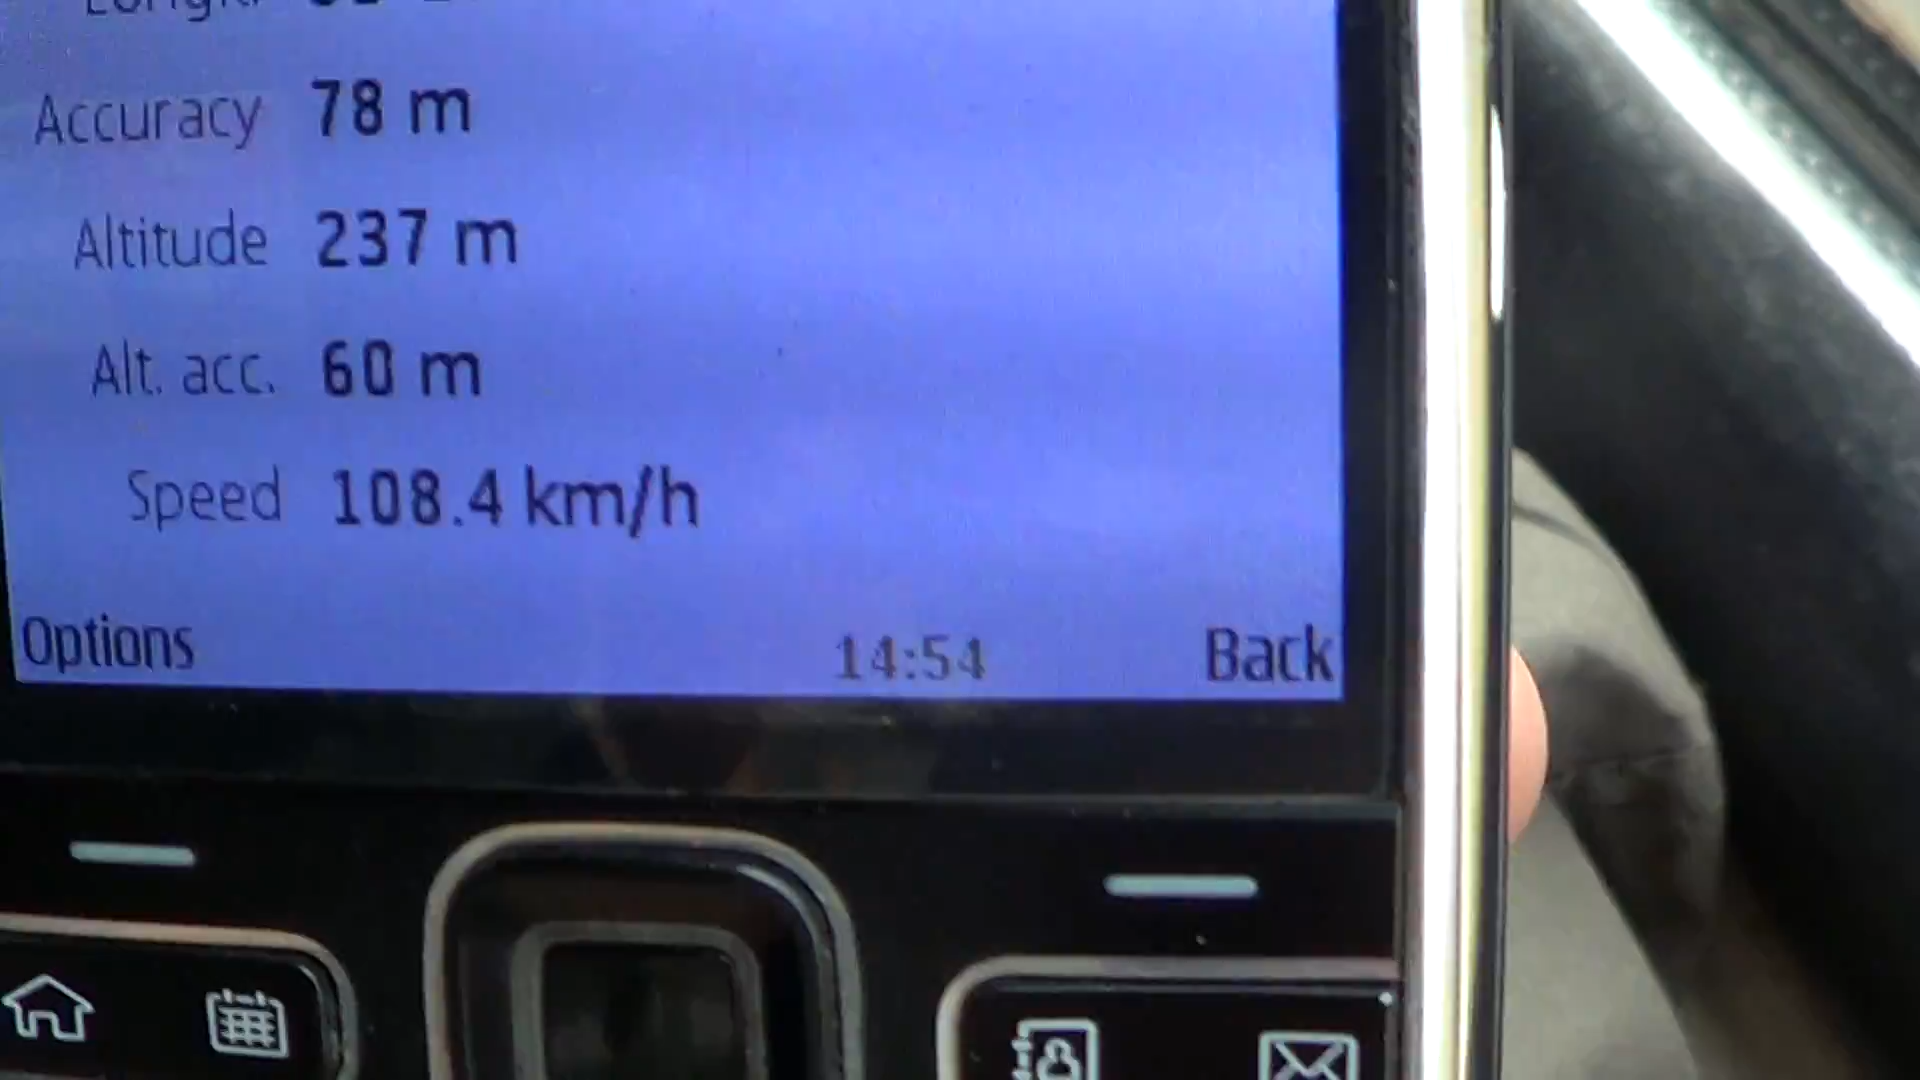 Accuracy 78 m
Altitude 237 m
Alt. acc. 60 m
Speed 108.4 km/h
Options 14:54 Back